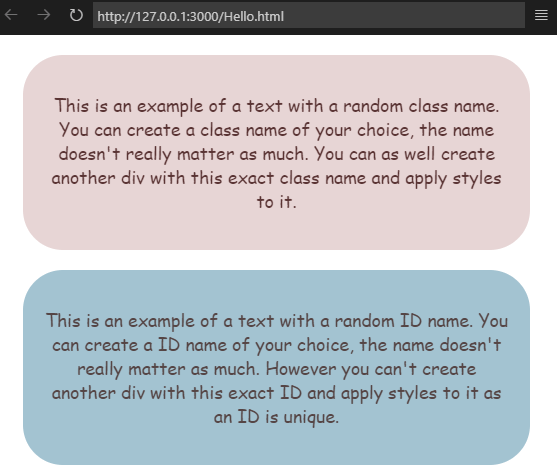 http://127.0.0.1:3000/Hello.html
This is an example of a text with a random class name.
You can create a class name of your choice, the name
doesn't really matter as much. You can as well create
another div with this exact class name and apply styles
to it.
This is an example of a text with a random ID name. You
can create a ID name of your choice, the name doesn't
really matter as much. However you can't create
another div with this exact ID and apply styles to it as
an ID is unique.